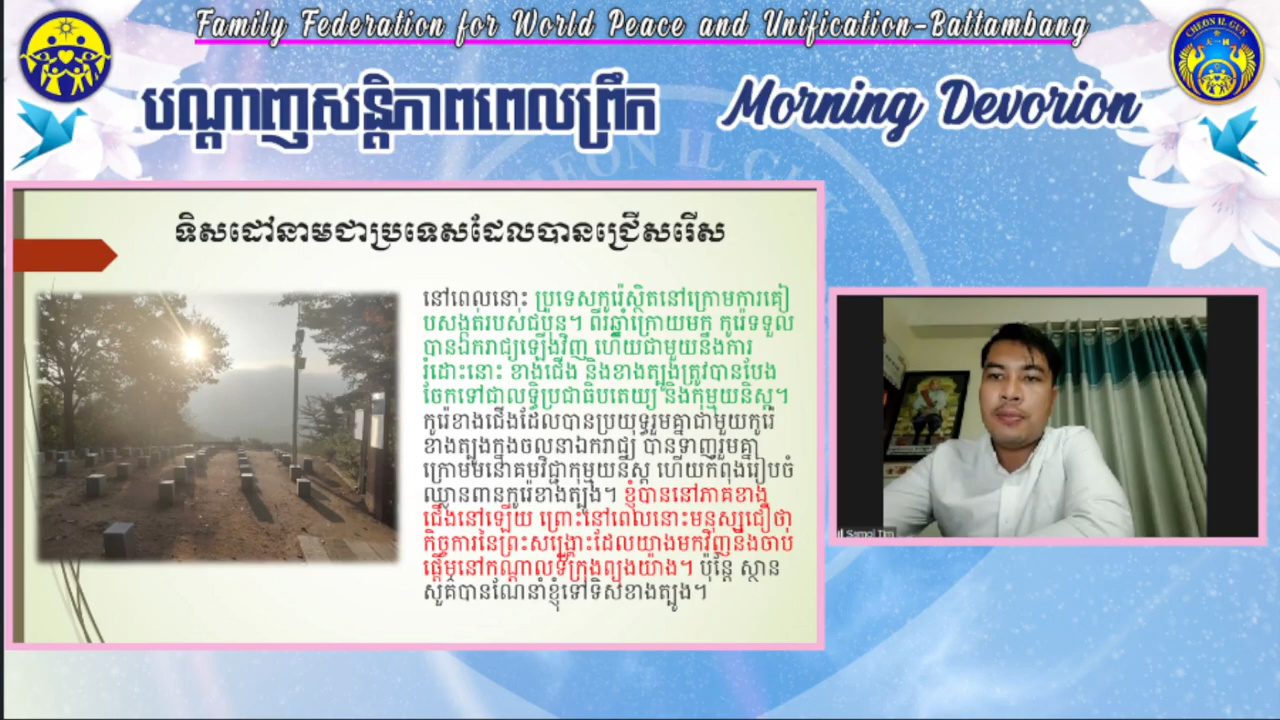 Family Federation for World Peace and Unification-Battambang
CHEON IL GUK
បណ្តាញសន្តិភាពពេលព្រឹក
Morning Devorion
CHEON IL GUK
ទិសដៅនាមជាប្រទេសដែលបានជ្រើសរើស
នៅពេលនោះ ប្រទេសកូរ៉េស្ថិតនៅក្រោមការគៀ
បសង្កត់របស់ជប៉ុន។ ពីរឆ្នាំក្រោយមក កូរ៉េទទួល
បានឯករាជ្យឡើងវិញ ហើយជាមួយនឹងការ
រំដោះនោះ ខាងជើង និងខាងត្បូងត្រូវបានបែង
ចែកទៅជាលទ្ធិប្រជាធិបតេយ្យ និងកុម្មុយនិស្ត។
កូរ៉េខាងជើងដែលបានប្រយុទ្ធរួមគ្នាជាមួយកូរ៉េ
ខាងត្បូងក្នុងចលនាឯករាជ្យ បានទាញរួមគ្នា
ក្រោមមនោគមវិជ្ជាកុម្មុយនីស្ត ហើយកំពុងរៀបចំ
ឈ្លានពានកូរ៉េខាងត្បូង។ ខ្ញុំបាននៅភាគខាង
ជើងនៅឡើយ ព្រោះនៅពេលនោះមនុស្សជឿថា
កិច្ចការនៃព្រះសង្គ្រោះដែលយាងមកវិញនឹងចាប់
ផ្តើមនៅកណ្តាលទីក្រុងព្យុងយ៉ាង។ ប៉ុន្តែ ស្ថាន
សួគ៌បានណែនាំខ្ញុំទៅទិសខាងត្បូង។
Samol Tim